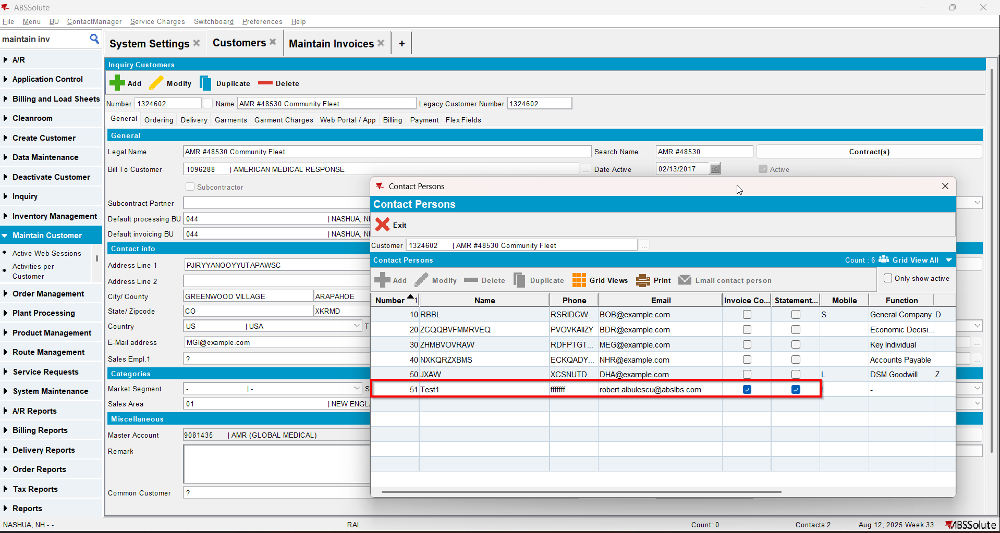 ABSSolute
File Menu BU ContactManager Service Charges Switchboard Preferences Help
maintain inv
System Settings Customers Maintain Invoices +
A/R
Application Control
Billing and Load Sheets
Cleanroom
Create Customer
Data Maintenance
Deactivate Customer
Inquiry
Inventory Management
Maintain Customer
Active Web Sessions
Activities per
Customer
Order Management
Plant Processing
Product Management
Route Management
Service Requests
System Maintenance
A/R Reports
Billing Reports
Delivery Reports
Order Reports
Tax Reports
Reports
Inquiry Customers
Add Modify Duplicate Delete
Number 1324602 ... Name AMR #48530 Community Fleet Legacy Customer Number 1324602
General Ordering Delivery Garments Garment Charges Web Portal / App Billing Payment FlexFields
General
Legal Name AMR #48530 Community Fleet Search Name AMR #48530 Contract(s)
Bill To Customer 1096288 | AMERICAN MEDICAL RESPONSE ... Date Active 02/13/2017 16 Active
Subcontractor
Subcontract Partner
Default processing BU 044 | NASHUA, NH
Default invoicing BU 044 | NASHUA, NH
Contact info
Address Line 1 PJIRYYANOOYYUTAPAWSC
Address Line 2
City/ County GREENWOOD VILLAGE ARAPAHOE
State/ Zipcode CO XKRMD
Country US | USA T
E-Mail address MGI@example.com
Sales Empl.1 ?
Categories
Market Segment - | - S
Sales Area 01 | NEW ENGL
Miscellaneous
Master Account 9081435 | AMR (GLOBAL MEDICAL)
Remark
Common Customer ?
Contact Persons
Contact Persons
Exit
Customer 1324602 | AMR #48530 Community Fleet ...
Contact Persons Count : 6 Grid View All
Add Modify Delete Duplicate Grid Views Print Email contact person Only show active
Number 1 Name Phone Email Invoice Co... Statement... Mobile Function
10 RBBL RSRIDCW... BOB@example.com S General Company D
20 ZCQQBVFMMRVEQ PVOVKAIIZY BDR@example.com Economic Decisi...
30 ZHMBVOVRAW RDFPTGT... MEG@example.com Key Individual
40 NXKQRZXBMS ECKQADY... NHR@example.com Accounts Payable
50 JXAW XCSNUTD... DHA@example.com L DSM Goodwill Z
51 Test1 fffffff robert.albulescu@abslbs.com f -
NASHUA, NH - - RAL Count: 0 Contacts 2 Aug 12, 2025 Week 33 ABSSolute